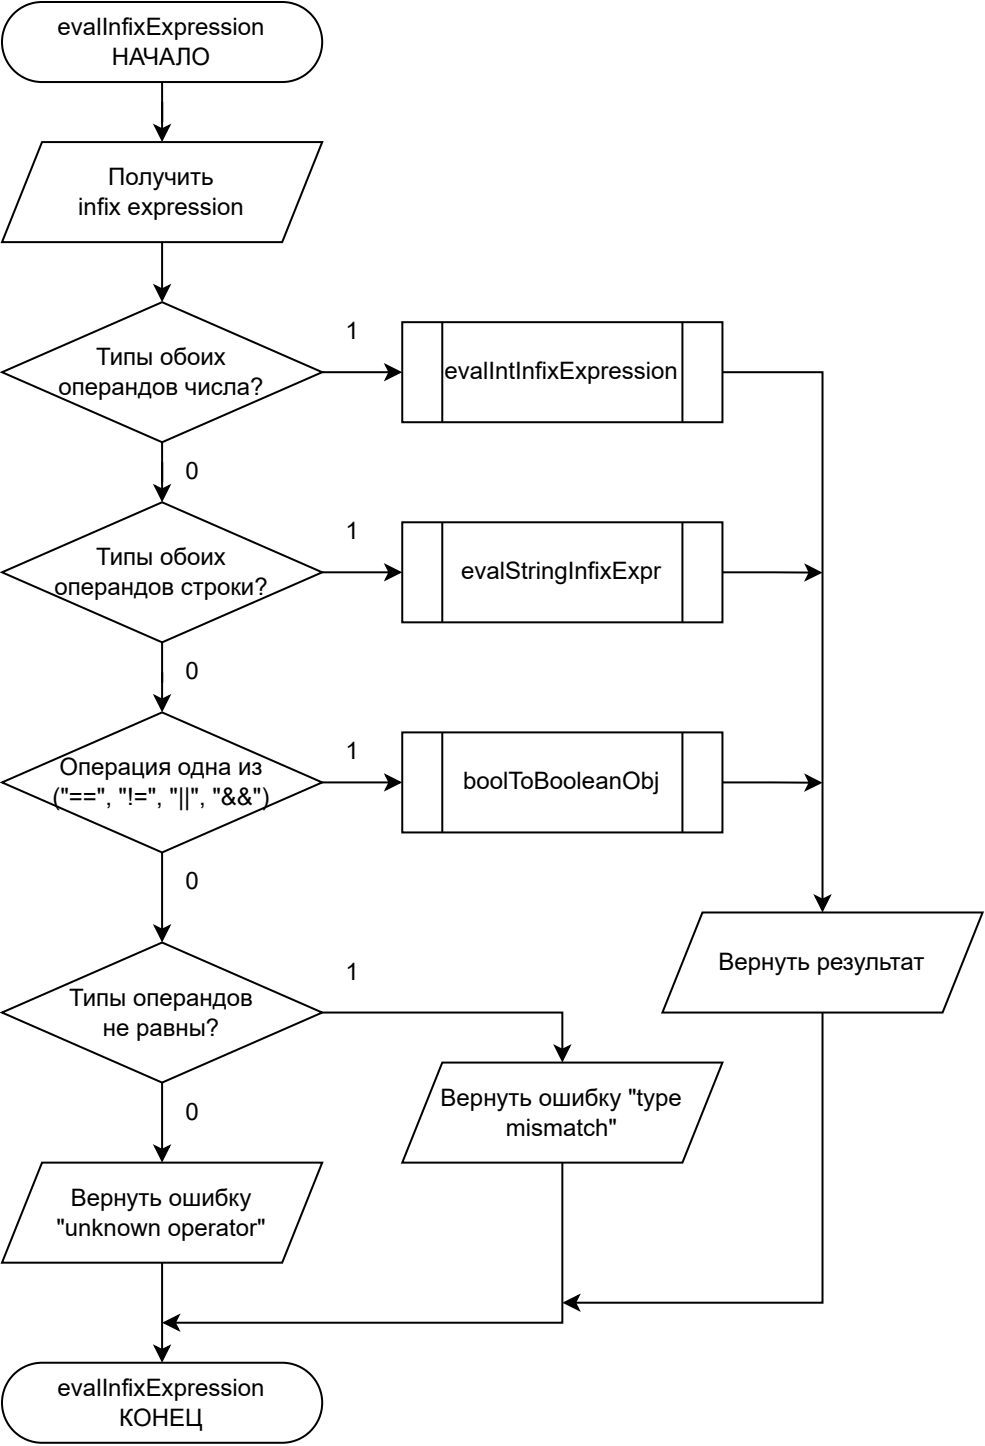 evalInfixExpression
НАЧАЛО
Получить
infix expression
Типы обоих
операндов числа?
1
evalIntInfixExpression
0
Типы обоих
операндов строки?
1
evalStringInfixExpr
0
Операция одна из
("==", "!=", "||", "&&")
1
boolToBooleanObj
0
Вернуть результат
Типы операндов
не равны?
1
Вернуть ошибку "type
mismatch"
0
Вернуть ошибку
"unknown operator"
evalInfixExpression
КОНЕЦ